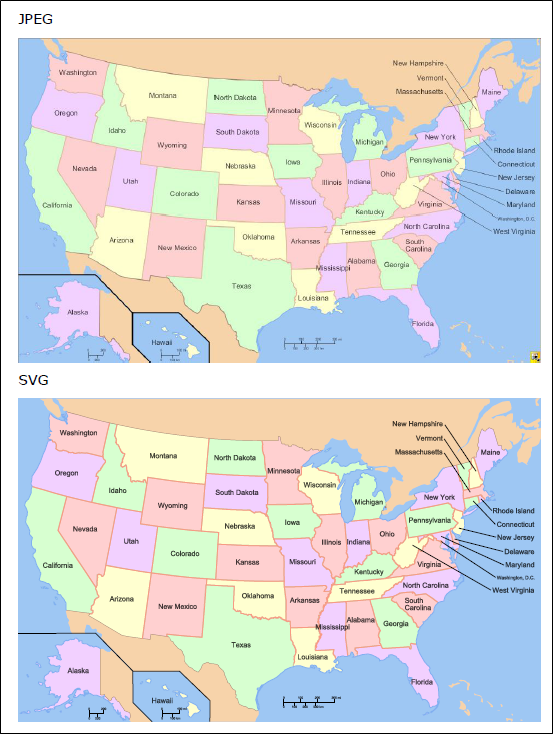 JPEG
New Hampshire
Vermont
Massachusetts
Washington
Montana
North Dakota
Minnesota
Maine
Oregon
Idaho
Wyoming
South Dakota
Wisconsin
Michigan
New York
Rhode Island
Connecticut
New Jersey
Delaware
Maryland
Washington, D.C.
West Virginia
Nevada
Utah
Colorado
Nebraska
Iowa
Illinois
Indiana
Ohio
Pennsylvania
California
Kansas
Missouri
Kentucky
Virginia
Arizona
New Mexico
Oklahoma
Arkansas
Tennessee
North Carolina
South
Carolina
Texas
Louisiana
Mississippi
Alabama
Georgia
Florida
Alaska
Hawaii
SVG
New Hampshire
Vermont
Massachusetts
Washington
Montana
North Dakota
Minnesota
Maine
Oregon
Idaho
Wyoming
South Dakota
Wisconsin
Michigan
New York
Rhode Island
Connecticut
New Jersey
Delaware
Maryland
Washington, D.C.
West Virginia
Nevada
Utah
Colorado
Nebraska
Iowa
Illinois
Indiana
Ohio
Pennsylvania
California
Kansas
Missouri
Kentucky
Virginia
Arizona
New Mexico
Oklahoma
Arkansas
Tennessee
North Carolina
South
Carolina
Texas
Louisiana
Mississippi
Alabama
Georgia
Florida
Alaska
Hawaii